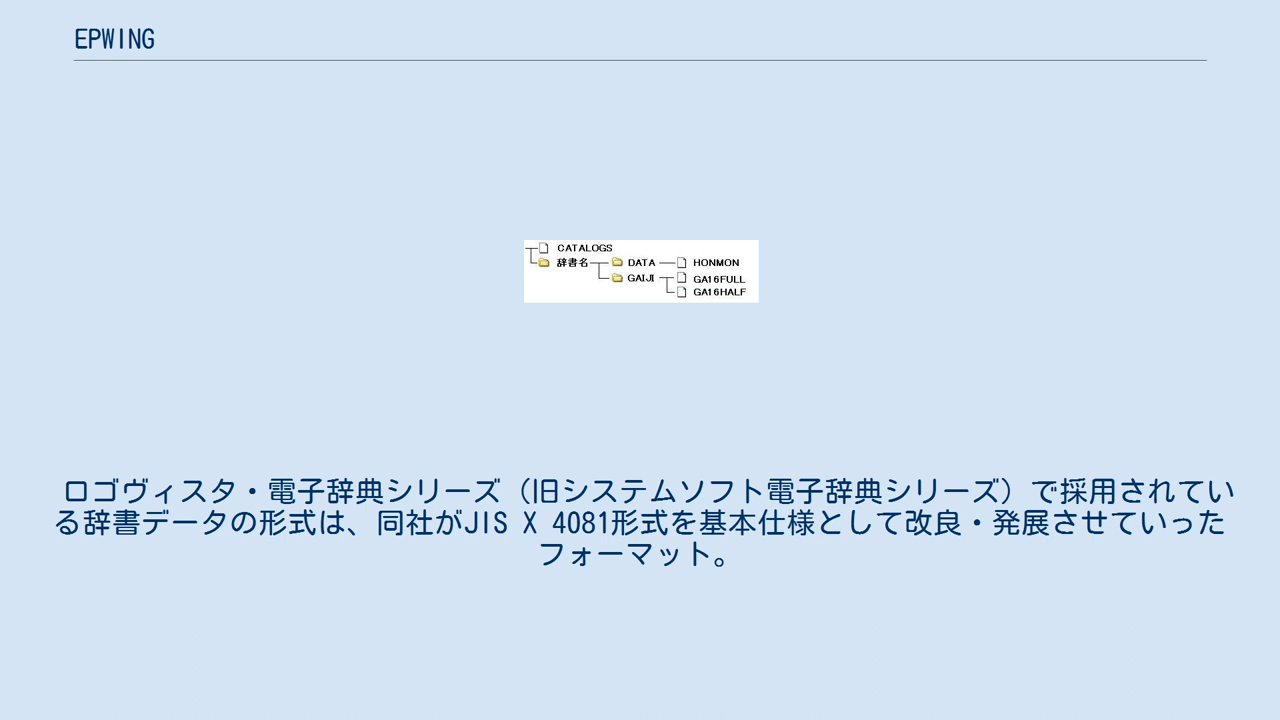 EPWING
CATALOGS
辞書名 DATA HONMON
GAIJI GA16FULL
GA16HALF
ロゴヴィスタ・電子辞典シリーズ（旧システムソフト電子辞典シリーズ）で採用されてい
る辞書データの形式は、同社がJIS X 4081形式を基本仕様として改良・発展させていった
フォーマット。